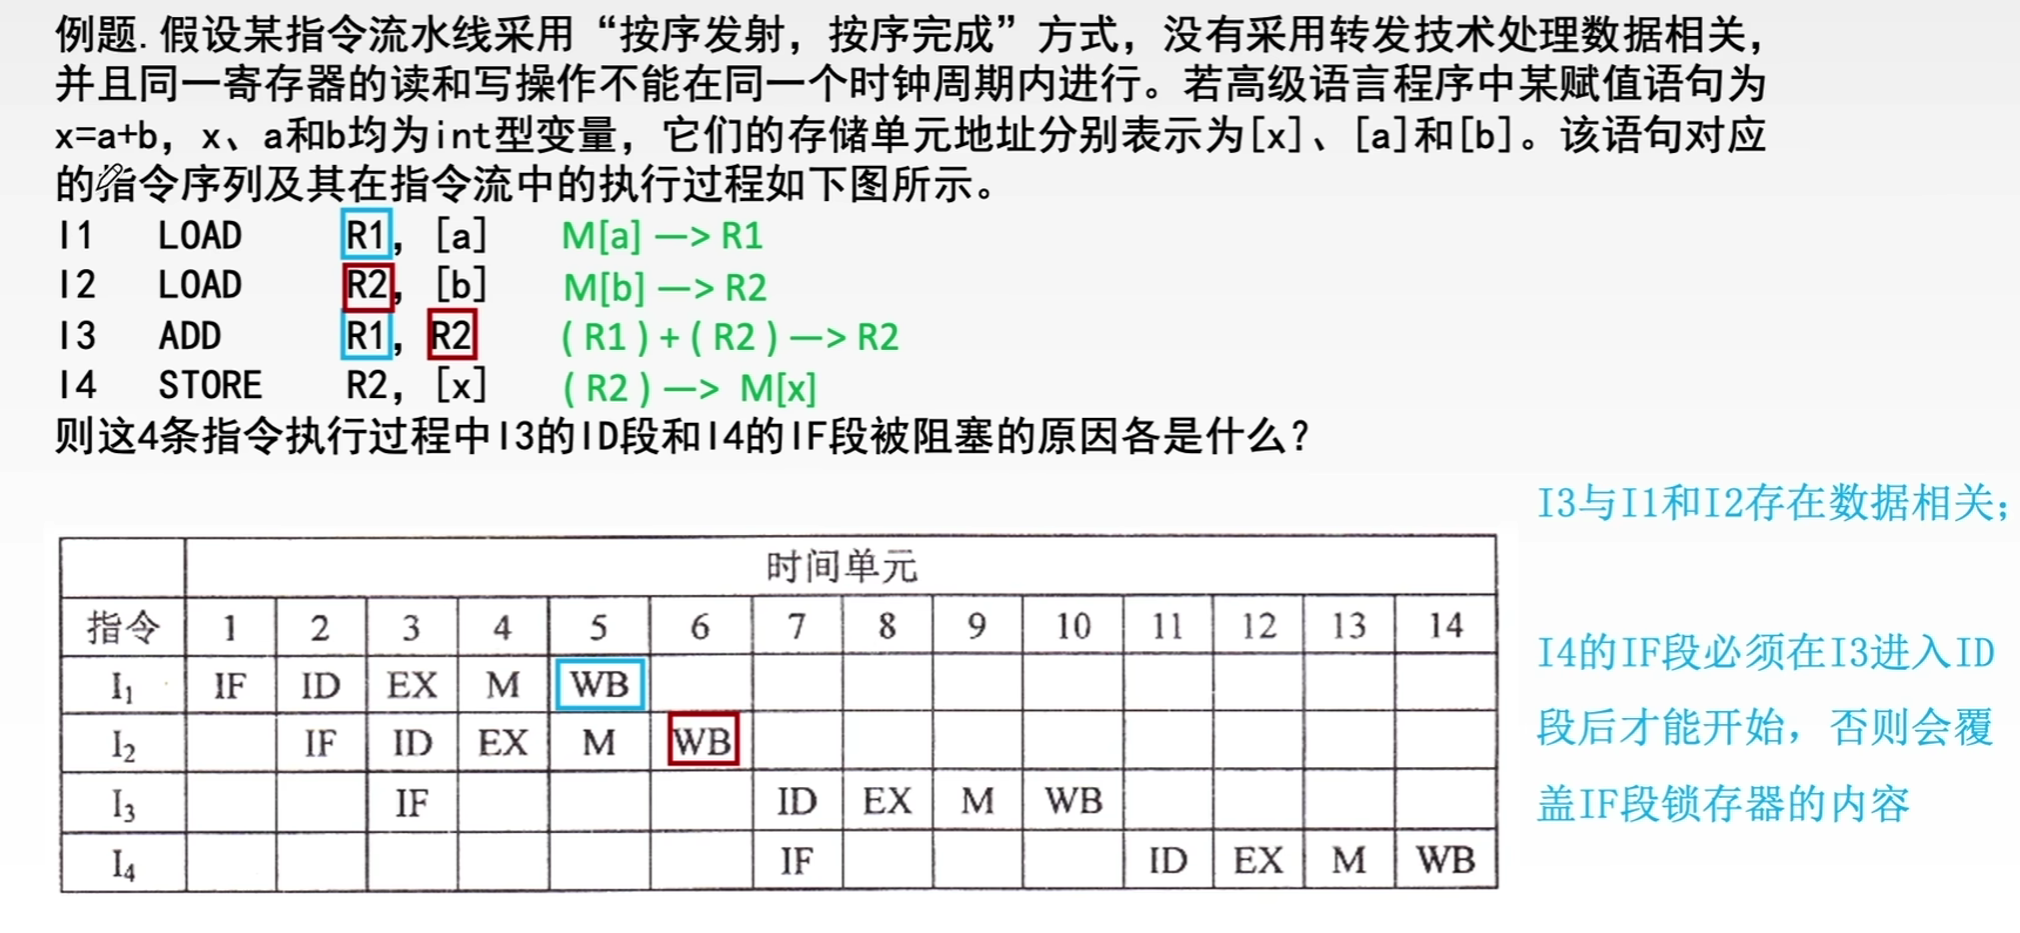 例题.假设某指令流水线采用“按序发射，按序完成”方式，没有采用转发技术处理数据相关，
并且同一寄存器的读和写操作不能在同一个时钟周期内进行。若高级语言程序中某赋值语句为
x=a+b，x、a和b均为int型变量，它们的存储单元地址分别表示为[x]、[a]和[b]。该语句对应
的指令序列及其在指令流中的执行过程如下图所示。
I1 LOAD R1，[a] M[a] —> R1
I2 LOAD R2，[b] M[b] —> R2
I3 ADD R1，R2 ( R1 ) + ( R2 ) —> R2
I4 STORE R2，[x] ( R2 ) —> M[x]
则这4条指令执行过程中I3的ID段和I4的IF段被阻塞的原因各是什么？
I3与I1和I2存在数据相关；
时间单元
指令 1 2 3 4 5 6 7 8 9 10 11 12 13 14
I4的IF段必须在I3进入ID
I₁ IF ID EX M WB
段后才能开始，否则会覆
I₂ IF ID EX M WB
盖IF段锁存器的内容
I₃ IF ID EX M WB
I₄ IF ID EX M WB